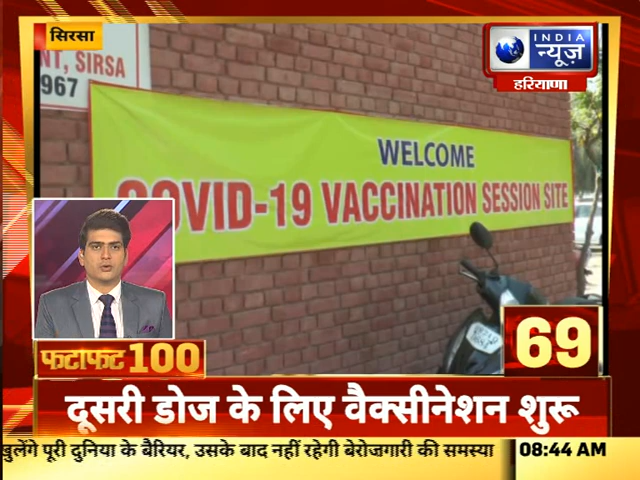 सिरसा
INDIA
न्यूज़
हरियाणा
NT, SIRSA
967
WELCOME
COVID-19 VACCINATION SESSION SITE
फटाफट 100
69
दूसरी डोज के लिए वैक्सीनेशन शुरू
खुलेंगे पूरी दुनिया के बैरियर, उसके बाद नहीं रहेगी बेरोजगारी की समस्या
08:44 AM